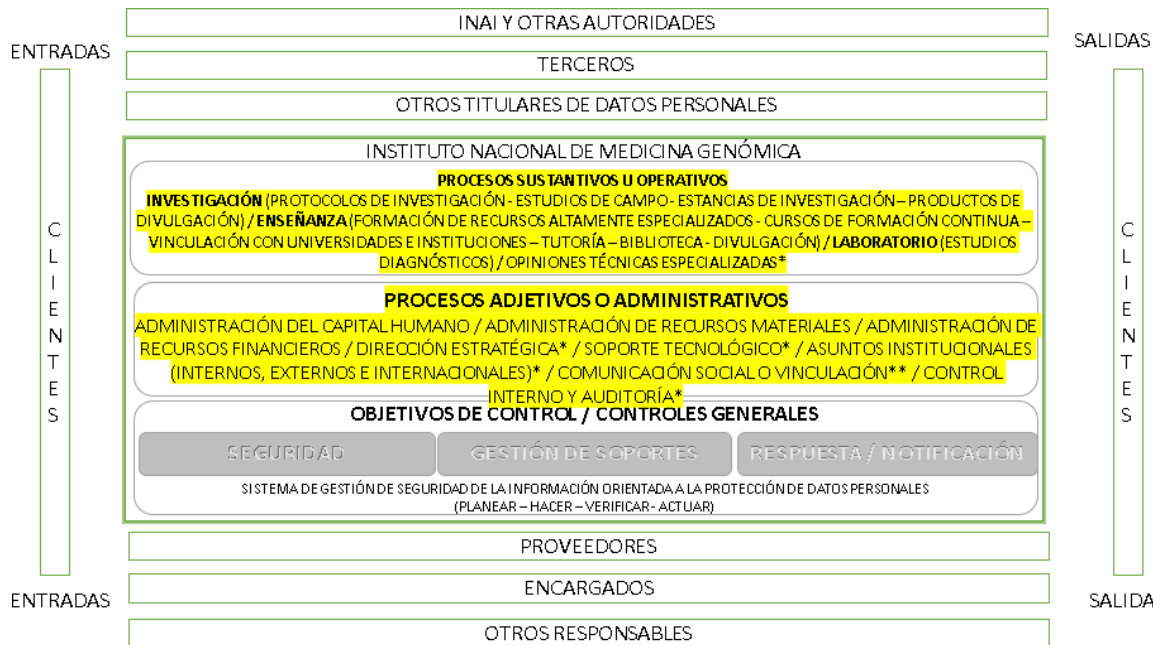 INAI Y OTRAS AUTORIDADES
ENTRADAS
SALIDAS
TERCEROS
OTROS TITULARES DE DATOS PERSONALES
INSTITUTO NACIONAL DE MEDICINA GENÓMICA
PROCESOS SUSTANTIVOS U OPERATIVOS
INVESTIGACIÓN (PROTOCOLOS DE INVESTIGACIÓN - ESTUDIOS DE CAMPO- ESTANCIAS DE INVESTIGACIÓN – PRODUCTOS DE
DIVULGACIÓN) / ENSEÑANZA (FORMACIÓN DE RECURSOS ALTAMENTE ESPECIALIZADOS - CURSOS DE FORMACIÓN CONTINUA –
VINCULACIÓN CON UNIVERSIDADES E INSTITUCIONES – TUTORÍA – BIBLIOTECA - DIVULGACIÓN) / LABORATORIO (ESTUDIOS
DIAGNÓSTICOS) / OPINIONES TÉCNICAS ESPECIALIZADAS*
PROCESOS ADJETIVOS O ADMINISTRATIVOS
ADMINISTRACIÓN DEL CAPITAL HUMANO / ADMINISTRACIÓN DE RECURSOS MATERIALES / ADMINISTRACIÓN DE
RECURSOS FINANCIEROS / DIRECCIÓN ESTRATÉGICA* / SOPORTE TECNOLÓGICO* / ASUNTOS INSTITUCIONALES
(INTERNOS, EXTERNOS E INTERNACIONALES)* / COMUNICACIÓN SOCIAL O VINCULACIÓN** / CONTROL
INTERNO Y AUDITORÍA*
OBJETIVOS DE CONTROL / CONTROLES GENERALES
SEGURIDAD
GESTIÓN DE SOPORTES
RESPUESTA / NOTIFICACIÓN
SISTEMA DE GESTIÓN DE SEGURIDAD DE LA INFORMACIÓN ORIENTADA A LA PROTECCIÓN DE DATOS PERSONALES
(PLANEAR – HACER – VERIFICAR - ACTUAR)
CLIENTES
CLIENTES
PROVEEDORES
ENCARGADOS
ENTRADAS
SALIDA
OTROS RESPONSABLES